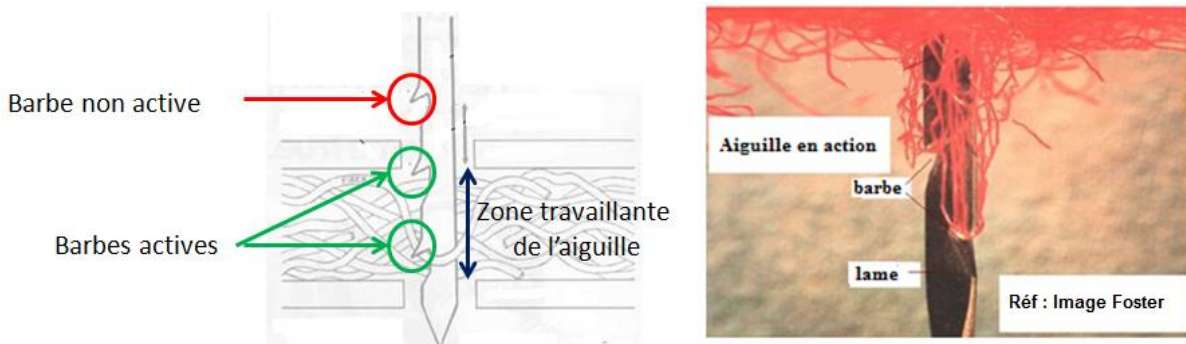 Barbe non active
Barbes actives
Zone travaillante
de l'aiguille
Aiguille en action
barbe
lame
Réf : Image Foster